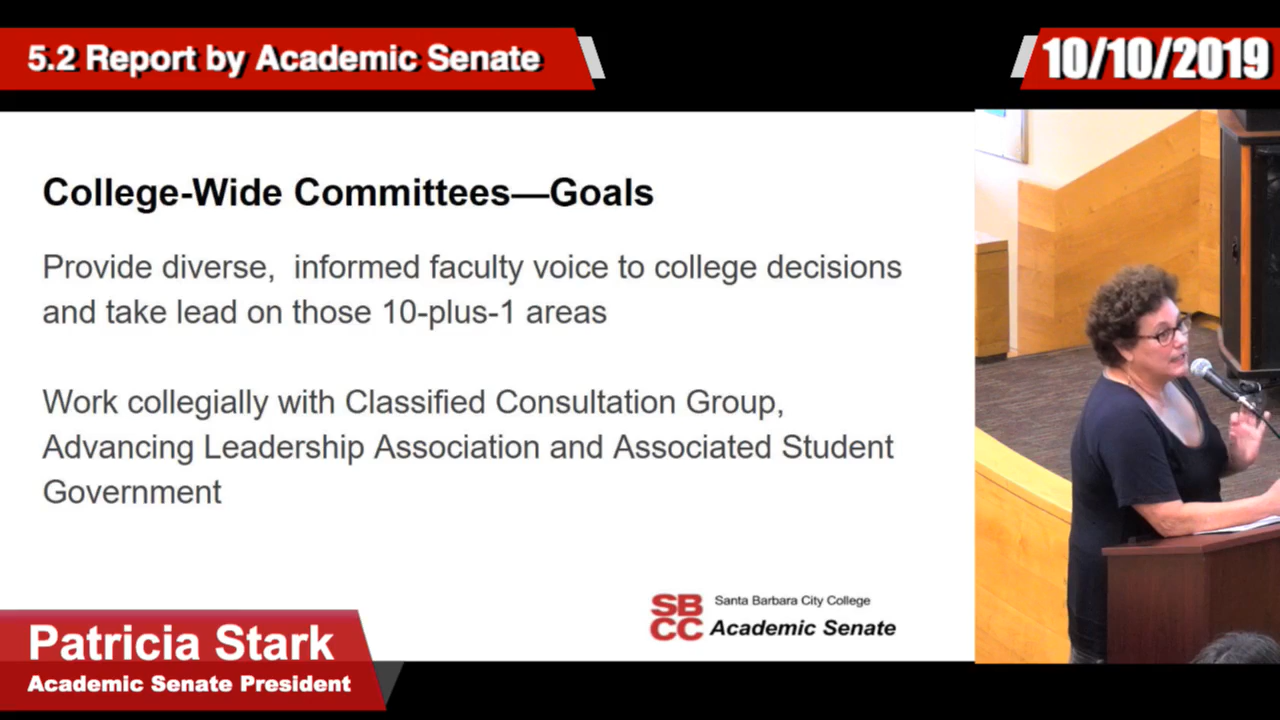 5.2 Report by Academic Senate
10/10/2019
College-Wide Committees—Goals
Provide diverse,  informed faculty voice to college decisions
and take lead on those 10-plus-1 areas
Work collegially with Classified Consultation Group,
Advancing Leadership Association and Associated Student
Government
SB
CC
Santa Barbara City College
Academic Senate
Patricia Stark
Academic Senate President